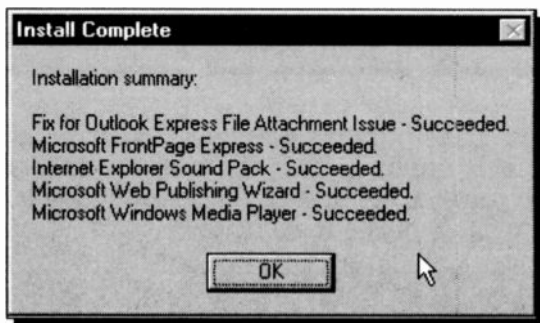 Install Complete
Installation summary:
Fix for Outlook Express File Attachment Issue - Succeeded.
Microsoft FrontPage Express - Succeeded.
Internet Explorer Sound Pack - Succeeded.
Microsoft Web Publishing Wizard - Succeeded.
Microsoft Windows Media Player - Succeeded.
OK